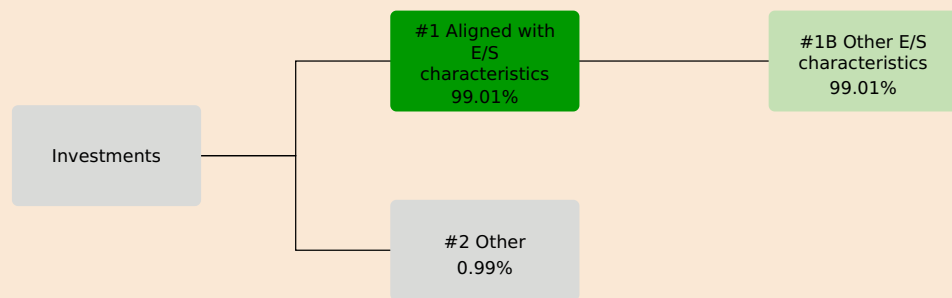 #1 Aligned with
E/S
characteristics
99.01%
#1B Other E/S
characteristics
99.01%
Investments
#2 Other
0.99%